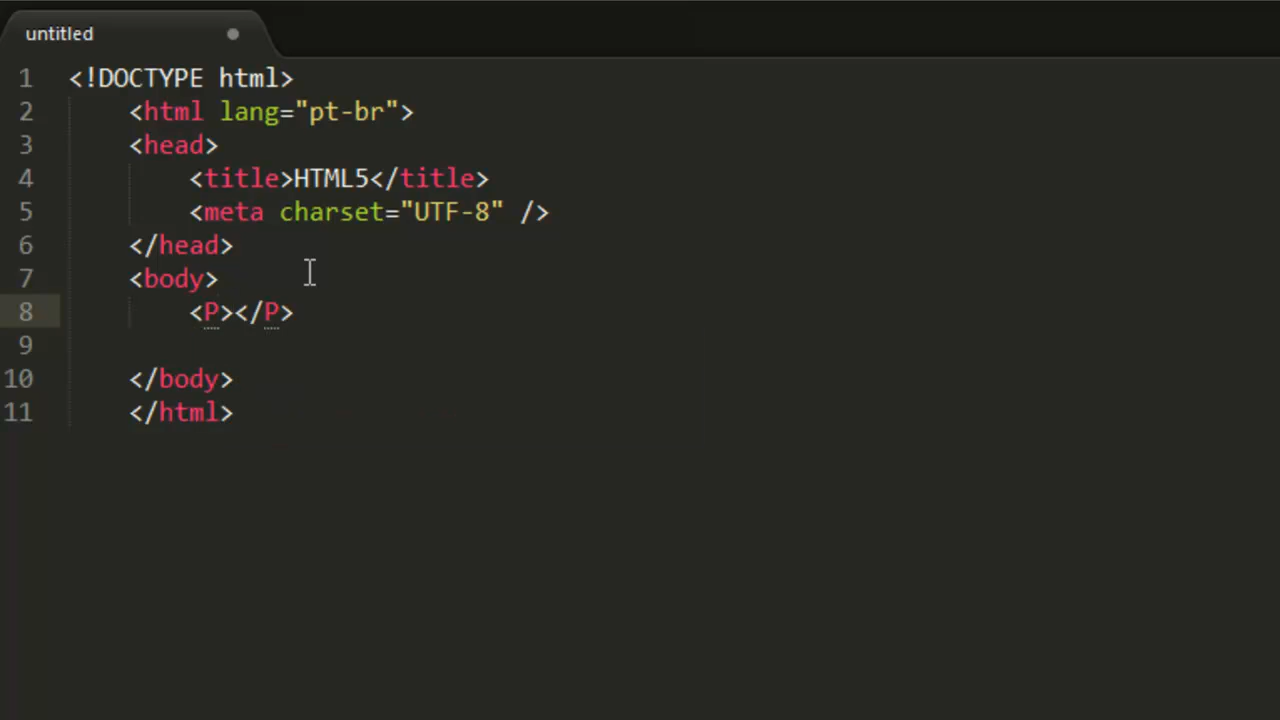 untitled
1 <!DOCTYPE html>
2 <html lang="pt-br">
3 <head>
4 <title>HTML5</title>
5 <meta charset="UTF-8" />
6 </head>
7 <body>
8 <P></P>
9
10 </body>
11 </html>